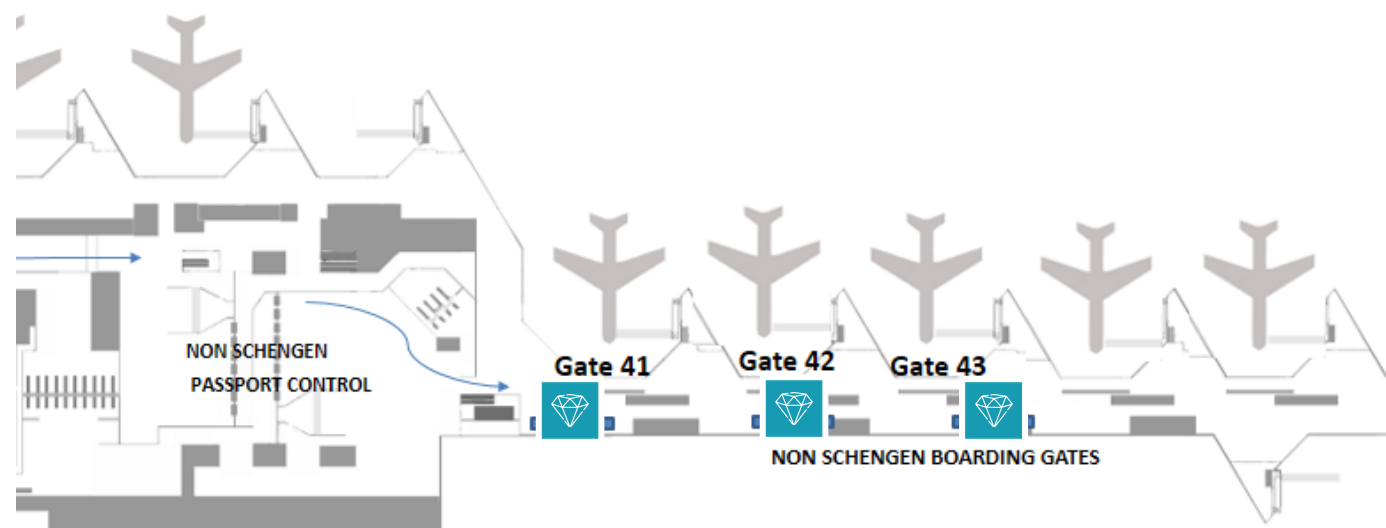 NON SCHENGEN
PASSPORT CONTROL
Gate 41
Gate 42
Gate 43
NON SCHENGEN BOARDING GATES